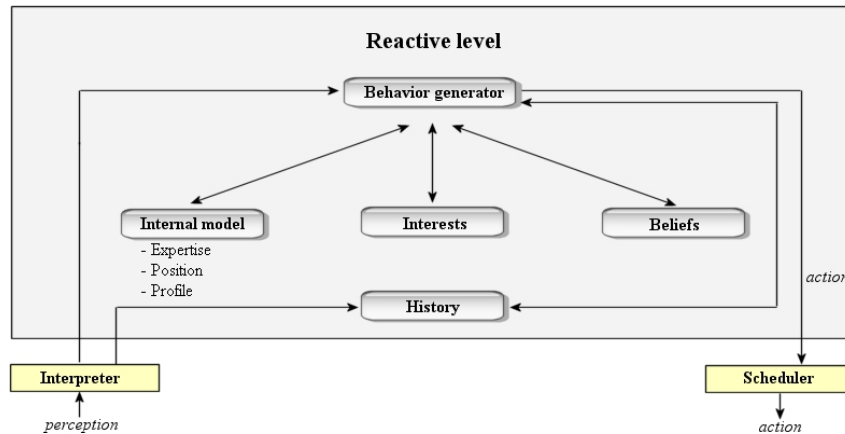 Reactive level
Behavior generator
Internal model
Interests
Beliefs
- Expertise
- Position
- Profile
action
History
Interpreter
Scheduler
perception
action